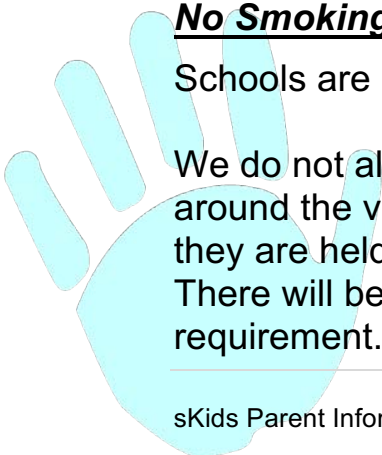 No Smoking
Schools are
We do not al
around the v
they are held
There will be
requirement.
sKids Parent Infor